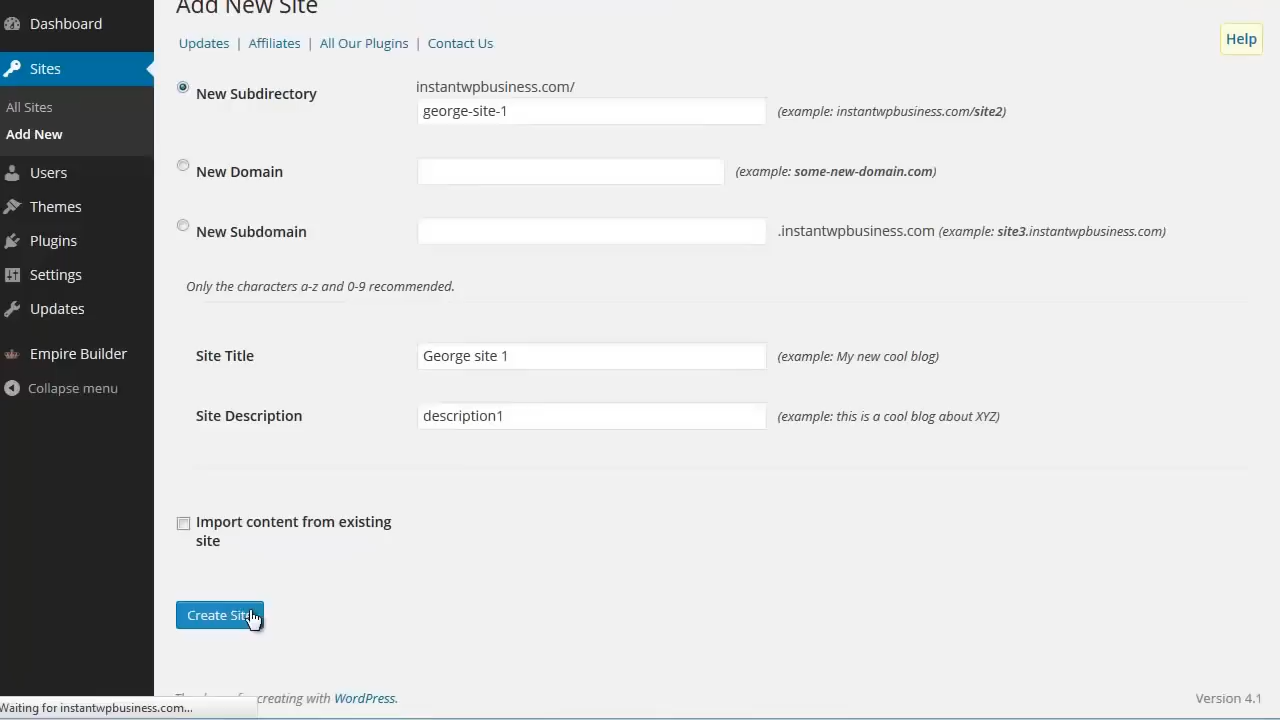 Add New Site
Dashboard
Updates | Affiliates | All Our Plugins | Contact Us
Help
Sites
New Subdirectory
instantwpbusiness.com/
george-site-1
(example: instantwpbusiness.com/site2)
All Sites
Add New
Users
New Domain
(example: some-new-domain.com)
Themes
New Subdomain
.instantwpbusiness.com (example: site3.instantwpbusiness.com)
Plugins
Settings
Only the characters a-z and 0-9 recommended.
Updates
Empire Builder
Site Title
George site 1
(example: My new cool blog)
Collapse menu
Site Description
description1
(example: this is a cool blog about XYZ)
Import content from existing
site
Create Site
creating with WordPress.
Version 4.1
Waiting for instantwpbusiness.com...